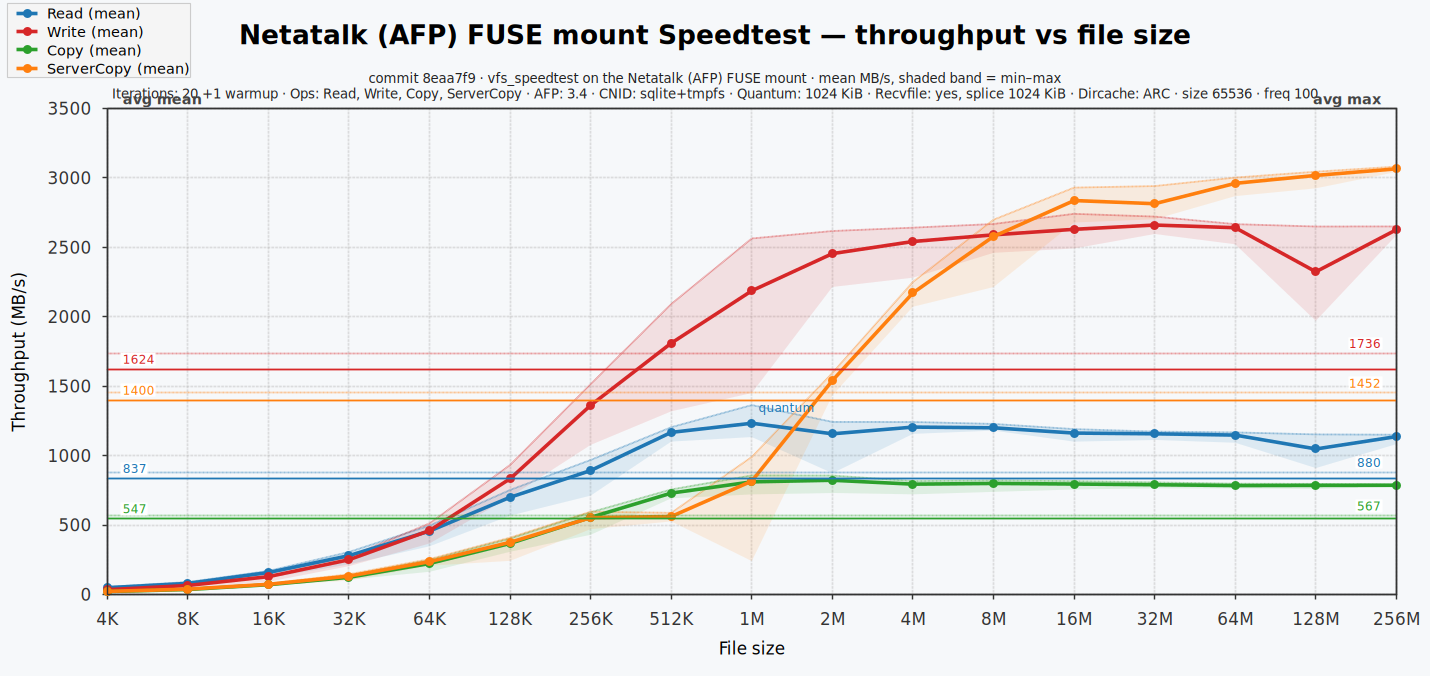 Read (mean)
Write (mean)
Copy (mean)
ServerCopy (mean)
Netatalk (AFP) FUSE mount Speedtest — throughput vs file size
commit 8eaa7f9 · vfs_speedtest on the Netatalk (AFP) FUSE mount · mean MB/s, shaded band = min–max
Iterations: 20 +1 warmup · Ops: Read, Write, Copy, ServerCopy · AFP: 3.4 · CNID: sqlite+tmpfs · Quantum: 1024 KiB · Recvfile: yes, splice 1024 KiB · Dircache: ARC · size 65536 · freq 100
avg mean
avg max
3500
3000
2500
2000
1500
1000
500
0
Throughput (MB/s)
1624
1736
1400
1452
quantum
837
880
547
567
4K 8K 16K 32K 64K 128K 256K 512K 1M 2M 4M 8M 16M 32M 64M 128M 256M
File size